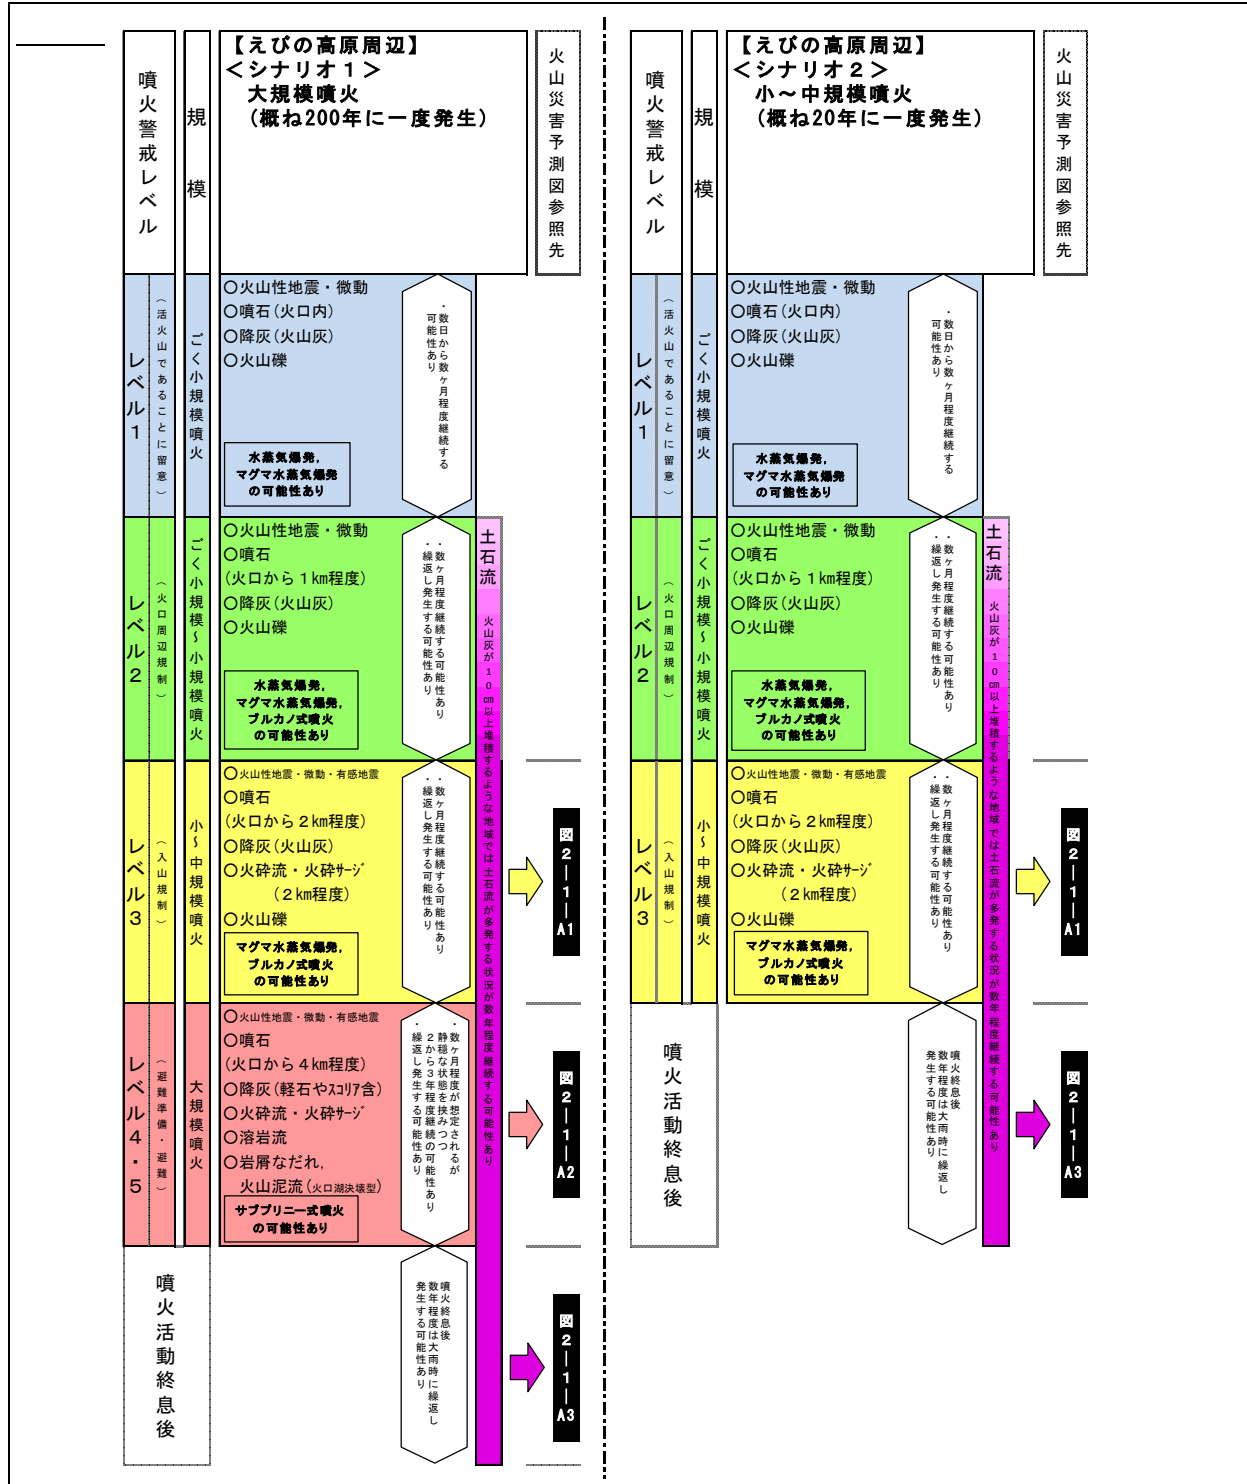 噴火警戒レベル
規模
【えびの高原周辺】
＜シナリオ１＞
大規模噴火
(概ね200年に一度発生)
火山災害予測図参照先
レベル１
（活火山であることに留意）
ごく小規模噴火
○火山性地震・微動
○噴石(火口内)
○降灰(火山灰)
○火山礫
水蒸気爆発，
マグマ水蒸気爆発
の可能性あり
・数日から数ヶ月程度継続する
可能性あり
レベル２
（火口周辺規制）
ごく小規模～小規模噴火
○火山性地震・微動
○噴石
(火口から１km程度)
○降灰(火山灰)
○火山礫
水蒸気爆発，
マグマ水蒸気爆発，
ブルカノ式噴火
の可能性あり
・数ヶ月程度継続する可能性あり
・繰返し発生する可能性あり
土石流
火山灰が１０cm以上堆積するような地域では土石流が多発する状況が数年程度継続する可能性あり
レベル３
（入山規制）
小～中規模噴火
○火山性地震・微動・有感地震
○噴石
(火口から２km程度)
○降灰(火山灰)
○火砕流・火砕ｻｰｼﾞ
(２km程度)
○火山礫
マグマ水蒸気爆発，
ブルカノ式噴火
の可能性あり
・数ヶ月程度継続する可能性あり
・繰返し発生する可能性あり
図２―１―A1
レベル４・５
（避難準備・避難）
大規模噴火
○火山性地震・微動・有感地震
○噴石
(火口から４km程度)
○降灰(軽石やｽｺﾘｱ含)
○火砕流・火砕ｻｰｼﾞ
○溶岩流
○岩屑なだれ，
火山泥流(火口湖決壊型)
サブプリニー式噴火
の可能性あり
・数ヶ月程度が想定されるが
静穏な状態を挟みつつ
２から３年程度継続の可能性あり
・繰返し発生する可能性あり
図２―１―A2
噴火活動終息後
噴火終息後
数年程度は大雨時に繰返し
発生する可能性あり
図２―１―A3
噴火警戒レベル
規模
【えびの高原周辺】
＜シナリオ２＞
小～中規模噴火
(概ね20年に一度発生)
火山災害予測図参照先
レベル１
（活火山であることに留意）
ごく小規模噴火
○火山性地震・微動
○噴石(火口内)
○降灰(火山灰)
○火山礫
水蒸気爆発，
マグマ水蒸気爆発
の可能性あり
・数日から数ヶ月程度継続する
可能性あり
レベル２
（火口周辺規制）
ごく小規模～小規模噴火
○火山性地震・微動
○噴石
(火口から１km程度)
○降灰(火山灰)
○火山礫
水蒸気爆発，
マグマ水蒸気爆発，
ブルカノ式噴火
の可能性あり
・数ヶ月程度継続する可能性あり
・繰返し発生する可能性あり
土石流
火山灰が１０cm以上堆積するような地域では土石流が多発する状況が数年程度継続する可能性あり
レベル３
（入山規制）
小～中規模噴火
○火山性地震・微動・有感地震
○噴石
(火口から２km程度)
○降灰(火山灰)
○火砕流・火砕ｻｰｼﾞ
(２km程度)
○火山礫
マグマ水蒸気爆発，
ブルカノ式噴火
の可能性あり
・数ヶ月程度継続する可能性あり
・繰返し発生する可能性あり
図２―１―A1
噴火活動終息後
噴火終息後
数年程度は大雨時に繰返し
発生する可能性あり
図２―１―A3